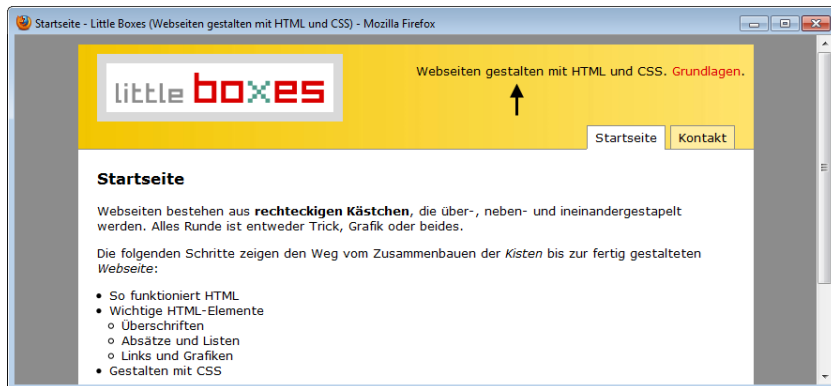 Startseite - Little Boxes (Webseiten gestalten mit HTML und CSS) - Mozilla Firefox
little boxes
Webseiten gestalten mit HTML und CSS. Grundlagen.
Startseite Kontakt
Startseite
Webseiten bestehen aus rechteckigen Kästchen, die über-, neben- und ineinandergestapelt
werden. Alles Runde ist entweder Trick, Grafik oder beides.
Die folgenden Schritte zeigen den Weg vom Zusammenbauen der Kisten bis zur fertig gestalteten
Webseite:
So funktioniert HTML
Wichtige HTML-Elemente
Überschriften
Absätze und Listen
Links und Grafiken
Gestalten mit CSS